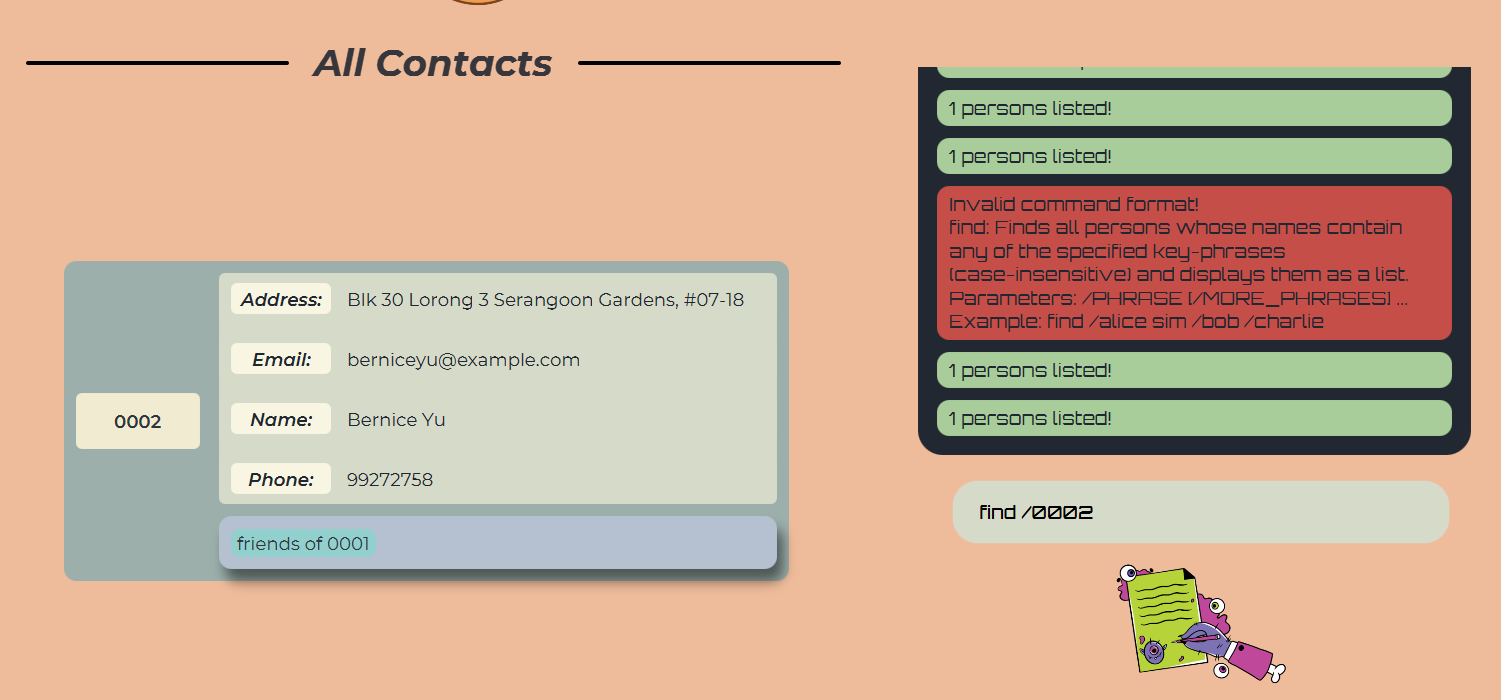 All Contacts
0002
Address: Blk 30 Lorong 3 Serangoon Gardens, #07-18
Email: berniceyu@example.com
Name: Bernice Yu
Phone: 99272758
friends of 0001
1 persons listed!
1 persons listed!
Invalid command format!
find: Finds all persons whose names contain
any of the specified key-phrases
(case-insensitive) and displays them as a list.
Parameters: /PHRASE [/MORE_PHRASES] ...
Example: find /alice sim /bob /charlie
1 persons listed!
1 persons listed!
find /0002